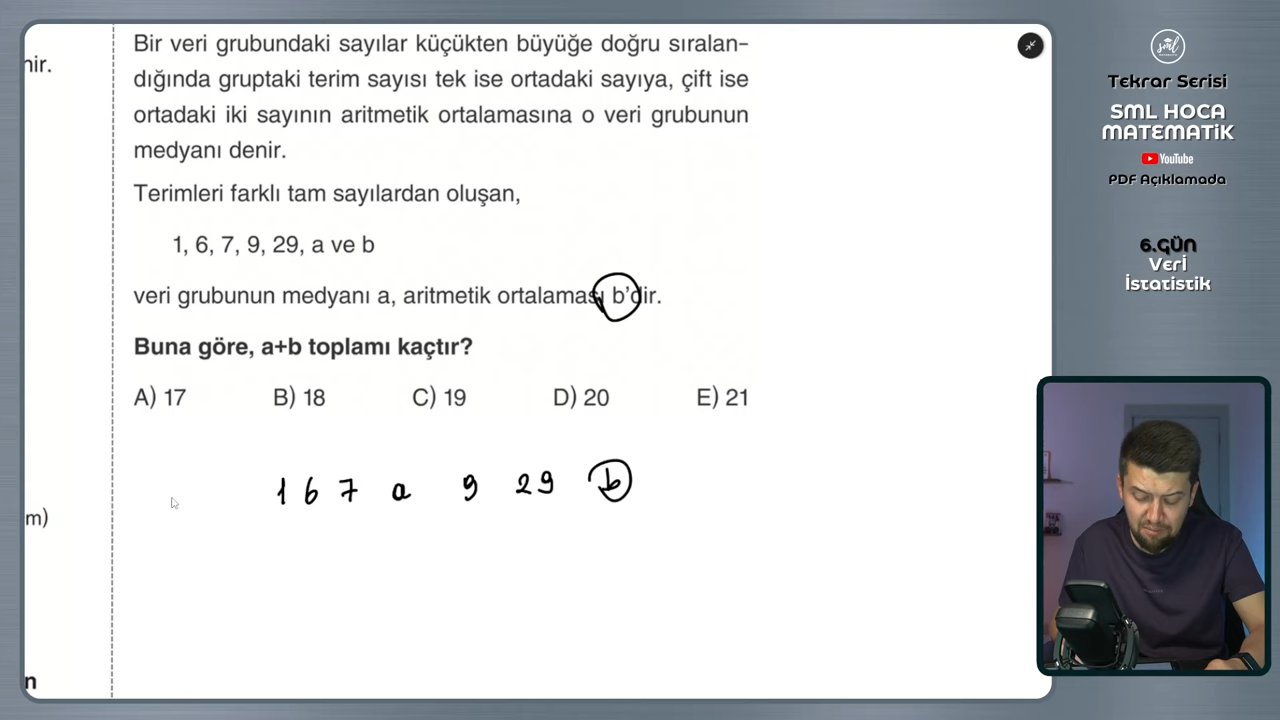 nir.
Bir veri grubundaki sayılar küçükten büyüğe doğru sıralan-
dığında gruptaki terim sayısı tek ise ortadaki sayıya, çift ise
ortadaki iki sayının aritmetik ortalamasına o veri grubunun
medyanı denir.
Terimleri farklı tam sayılardan oluşan,
1, 6, 7, 9, 29, a ve b
veri grubunun medyanı a, aritmetik ortalaması b'dir.
Buna göre, a+b toplamı kaçtır?
A) 17 B) 18 C) 19 D) 20 E) 21
1 6 7 a 9 29 b
m)
n
sml
Tekrar Serisi
SML HOCA
MATEMATİK
YouTube
PDF Açıklamada
6.GÜN
Veri
İstatistik